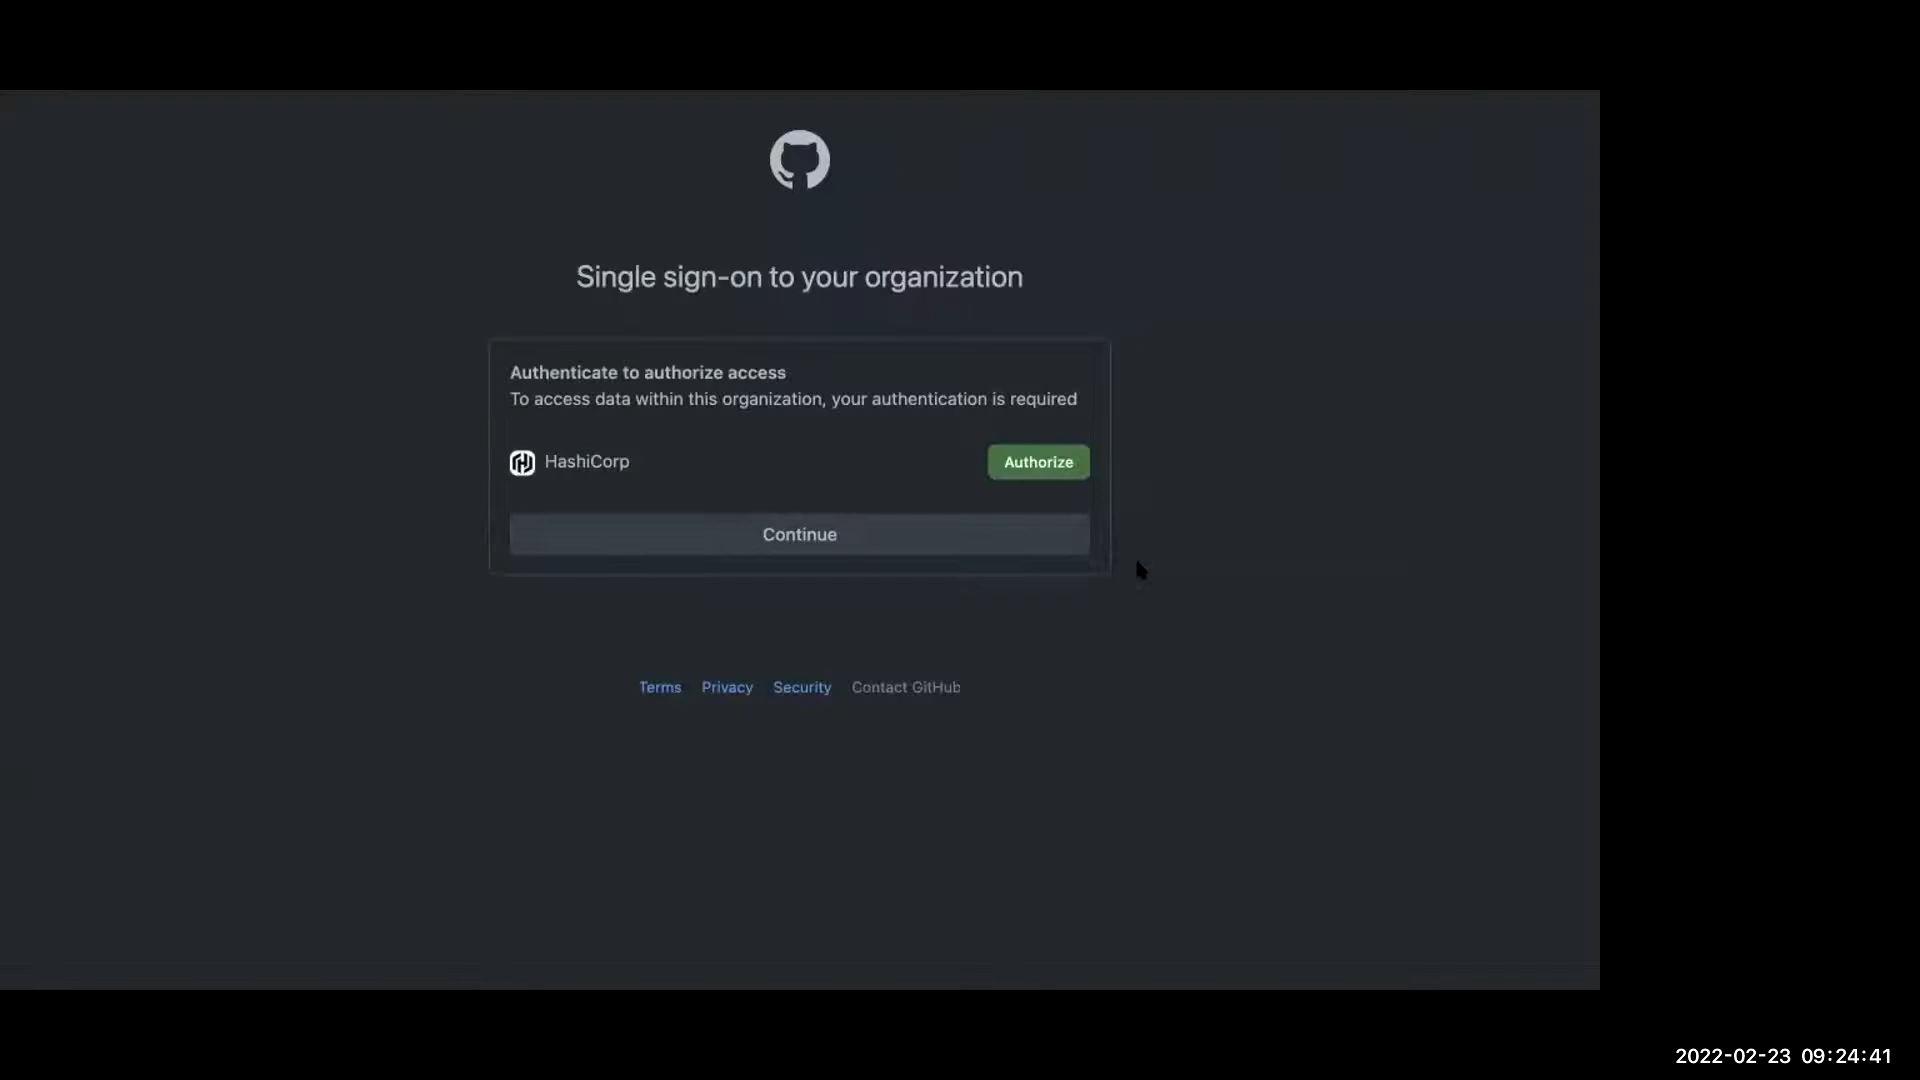 Single sign-on to your organization
Authenticate to authorize access
To access data within this organization, your authentication is required
HashiCorp
Authorize
Continue
Terms Privacy Security Contact GitHub
2022-02-23 09:24:41